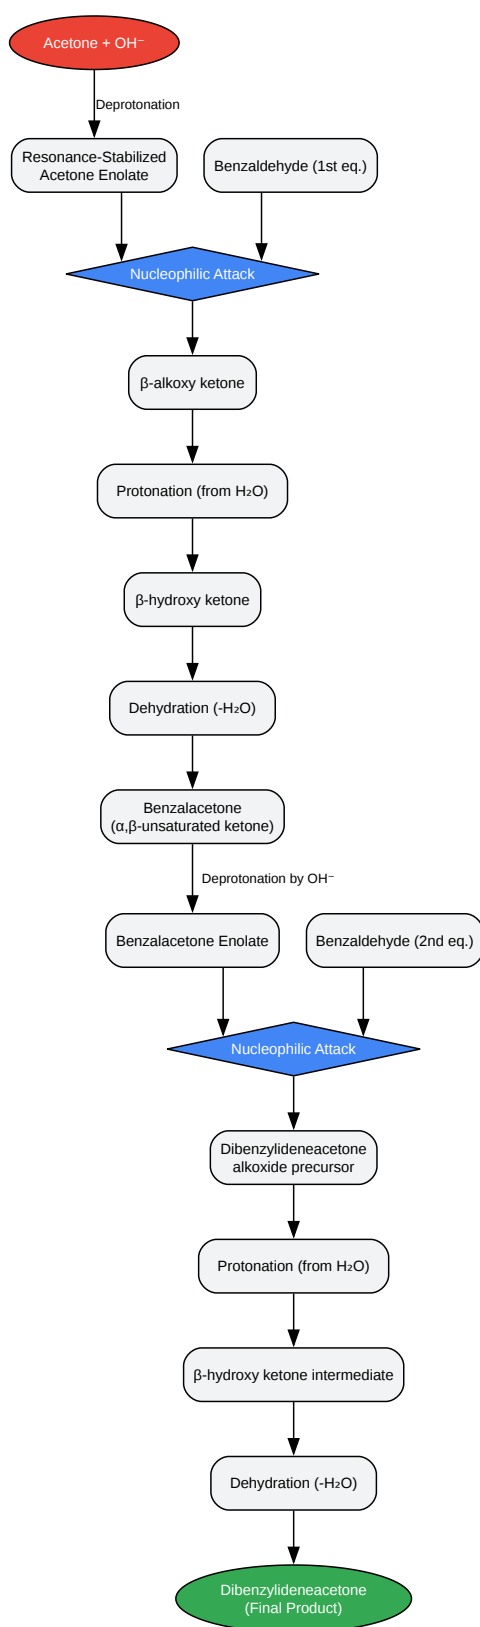 Acetone + OH⁻
Deprotonation
Resonance-Stabilized
Acetone Enolate
Benzaldehyde (1st eq.)
Nucleophilic Attack
β-alkoxy ketone
Protonation (from H₂O)
β-hydroxy ketone
Dehydration (-H₂O)
Benzalacetone
(α,β-unsaturated ketone)
Deprotonation by OH⁻
Benzalacetone Enolate
Benzaldehyde (2nd eq.)
Nucleophilic Attack
Dibenzylideneacetone
alkoxide precursor
Protonation (from H₂O)
β-hydroxy ketone intermediate
Dehydration (-H₂O)
Dibenzylideneacetone
(Final Product)